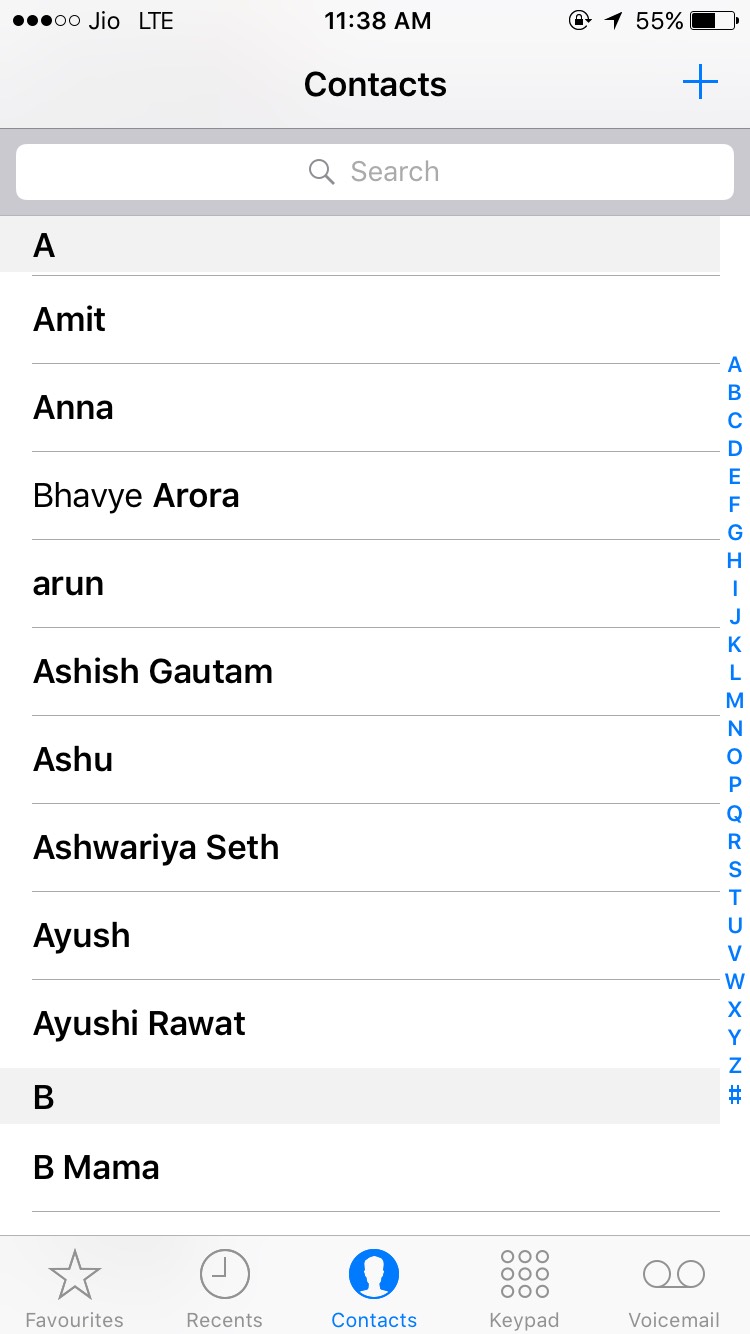 Jio LTE 11:38 AM 55%
Contacts
Search
A
Amit
Anna
Bhavye Arora
arun
Ashish Gautam
Ashu
Ashwariya Seth
Ayush
Ayushi Rawat
B
B Mama
A
B
C
D
E
F
G
H
I
J
K
L
M
N
O
P
Q
R
S
T
U
V
W
X
Y
Z
#
Favourites Recents Contacts Keypad Voicemail